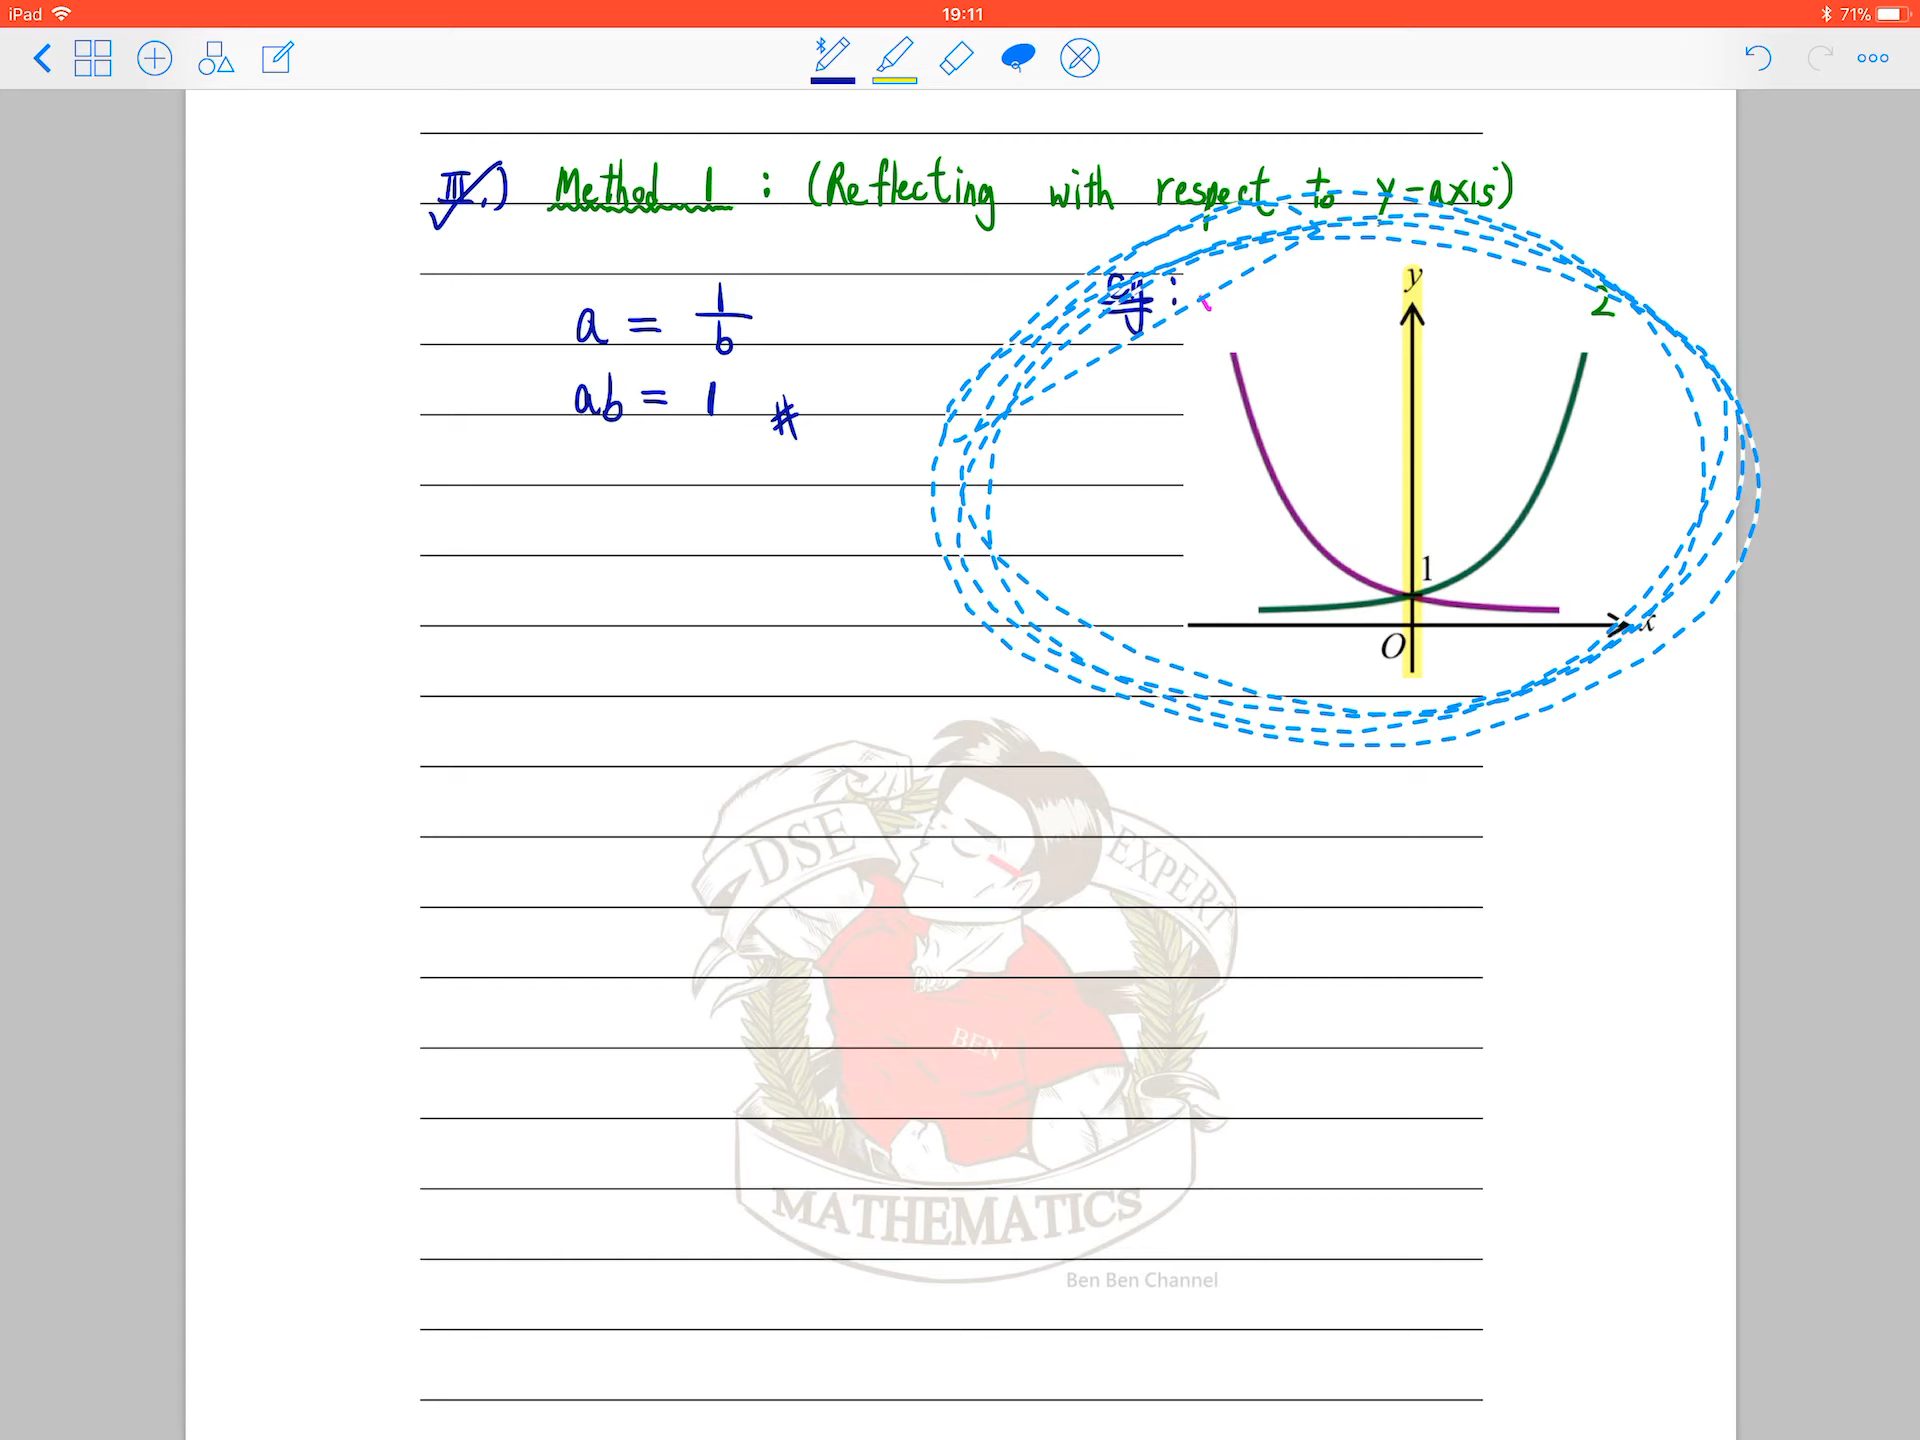 iPad 19:11 71%
III.) Method 1 : (Reflecting with respect to y-axis)
a = 1/b
ab = 1 #
y
2
1
O x
DSE EXPERT
BEN
MATHEMATICS
Ben Ben Channel